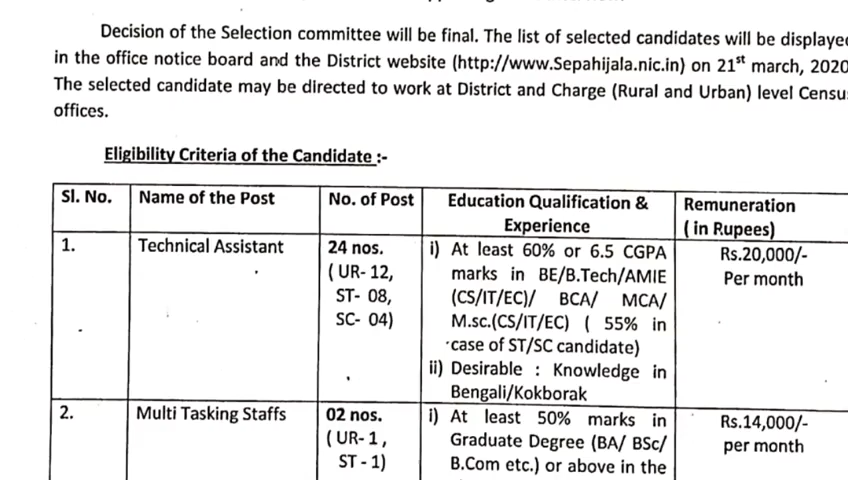 Decision of the Selection committee will be final. The list of selected candidates will be displayed
in the office notice board and the District website (http://www.Sepahijala.nic.in) on 21st march, 2020
The selected candidate may be directed to work at District and Charge (Rural and Urban) level Censu
offices.
Eligibility Criteria of the Candidate :-
Sl. No. Name of the Post No. of Post Education Qualification & Experience Remuneration ( in Rupees)
1. Technical Assistant 24 nos. i) At least 60% or 6.5 CGPA Rs.20,000/-
( UR- 12, marks in BE/B.Tech/AMIE Per month
ST- 08, (CS/IT/EC)/ BCA/ MCA/
SC- 04) M.sc.(CS/IT/EC) ( 55% in
case of ST/SC candidate)
ii) Desirable : Knowledge in
Bengali/Kokborak
2. Multi Tasking Staffs 02 nos. i) At least 50% marks in Rs.14,000/-
( UR- 1 , Graduate Degree (BA/ BSc/ per month
ST - 1) B.Com etc.) or above in the